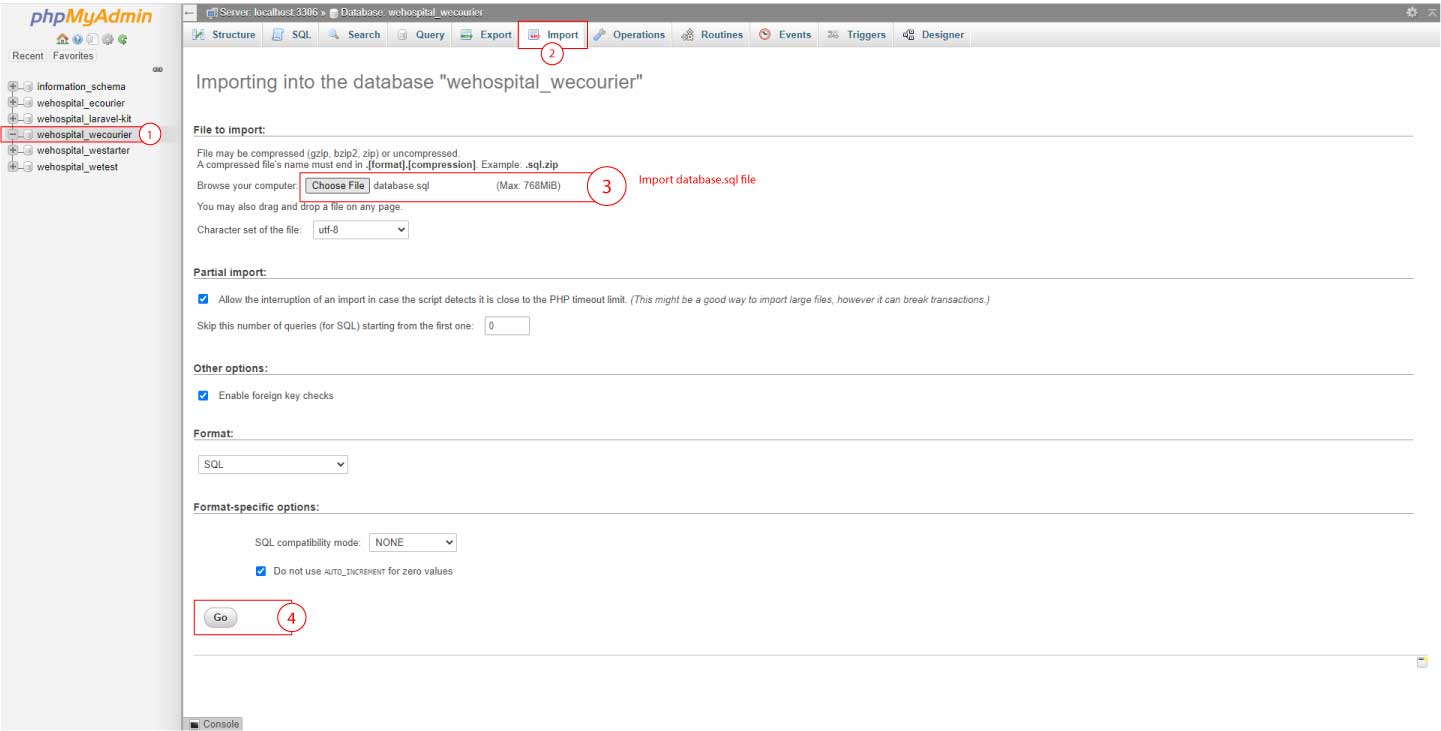 phpMyAdmin
Recent Favorites
information_schema
wehospital_ecourier
wehospital_laravel-kit
wehospital_wecourier 1
wehospital_westarter
wehospital_wetest
Server: localhost:3306 » Database: wehospital_wecourier
Structure SQL Search Query Export Import Operations Routines Events Triggers Designer
2
Importing into the database "wehospital_wecourier"
File to import:
File may be compressed (gzip, bzip2, zip) or uncompressed.
A compressed file's name must end in .[format].[compression]. Example: .sql.zip
Browse your computer: Choose File database.sql (Max: 768MiB) 3 Import database.sql file
You may also drag and drop a file on any page.
Character set of the file: utf-8
Partial import:
Allow the interruption of an import in case the script detects it is close to the PHP timeout limit. (This might be a good way to import large files, however it can break transactions.)
Skip this number of queries (for SQL) starting from the first one: 0
Other options:
Enable foreign key checks
Format:
SQL
Format-specific options:
SQL compatibility mode: NONE
Do not use AUTO_INCREMENT for zero values
Go 4
Console